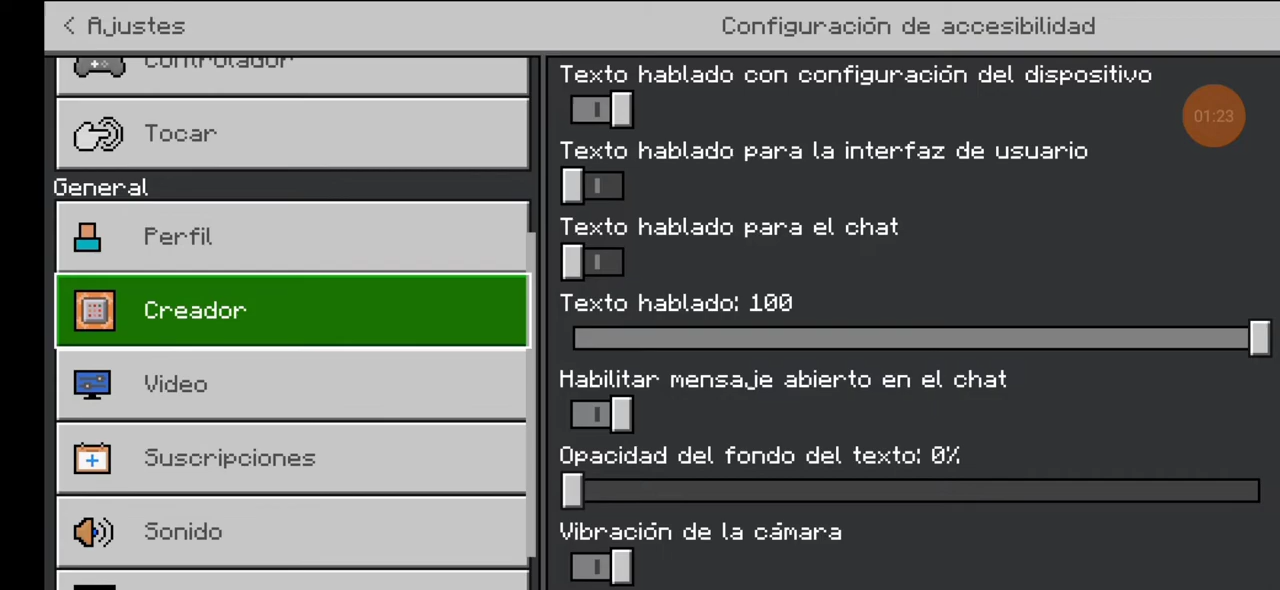 Ajustes
Configuración de accesibilidad
Controlador
Tocar
General
Perfil
Creador
Video
Suscripciones
Sonido
Texto hablado con configuración del dispositivo
01:23
Texto hablado para la interfaz de usuario
Texto hablado para el chat
Texto hablado: 100
Habilitar mensaje abierto en el chat
Opacidad del fondo del texto: 0%
Vibración de la cámara